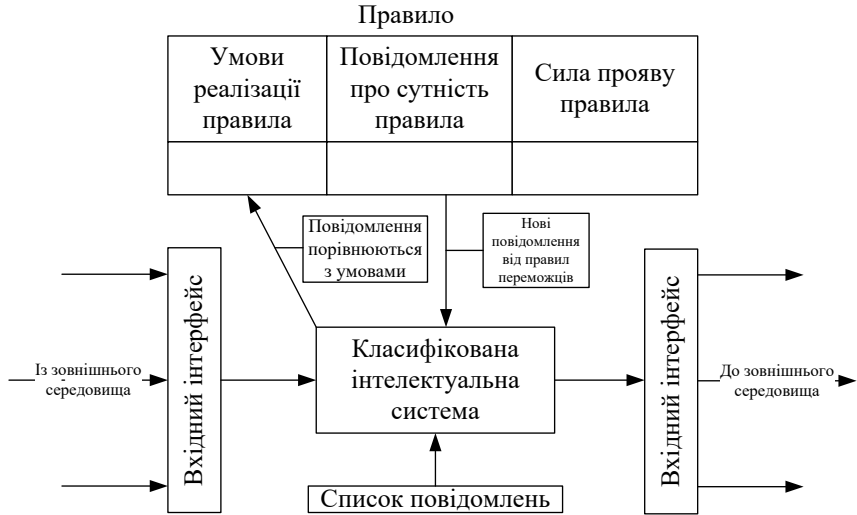 Правило
Умови
реалізації
правила
Повідомлення
про сутність
правила
Сила прояву
правила
Повідомлення
порівнюються
з умовами
Нові
повідомлення
від правил
переможців
Із зовнішнього
середовища
Вхідний інтерфейс
Класифікована
інтелектуальна
система
Вхідний інтерфейс
До зовнішнього
середовища
Список повідомлень